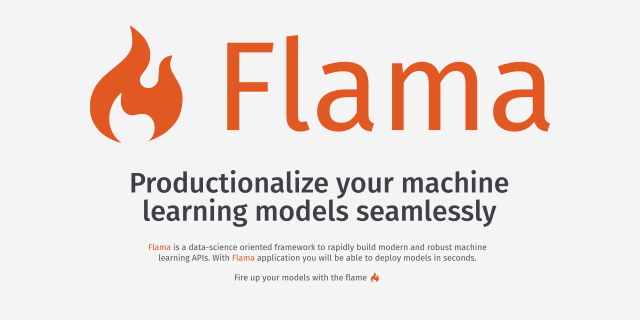 Flama
Productionalize your machine
learning models seamlessly
Flama is a data-science oriented framework to rapidly build modern and robust machine
learning APIs. With Flama application you will be able to deploy models in seconds.
Fire up your models with the flame